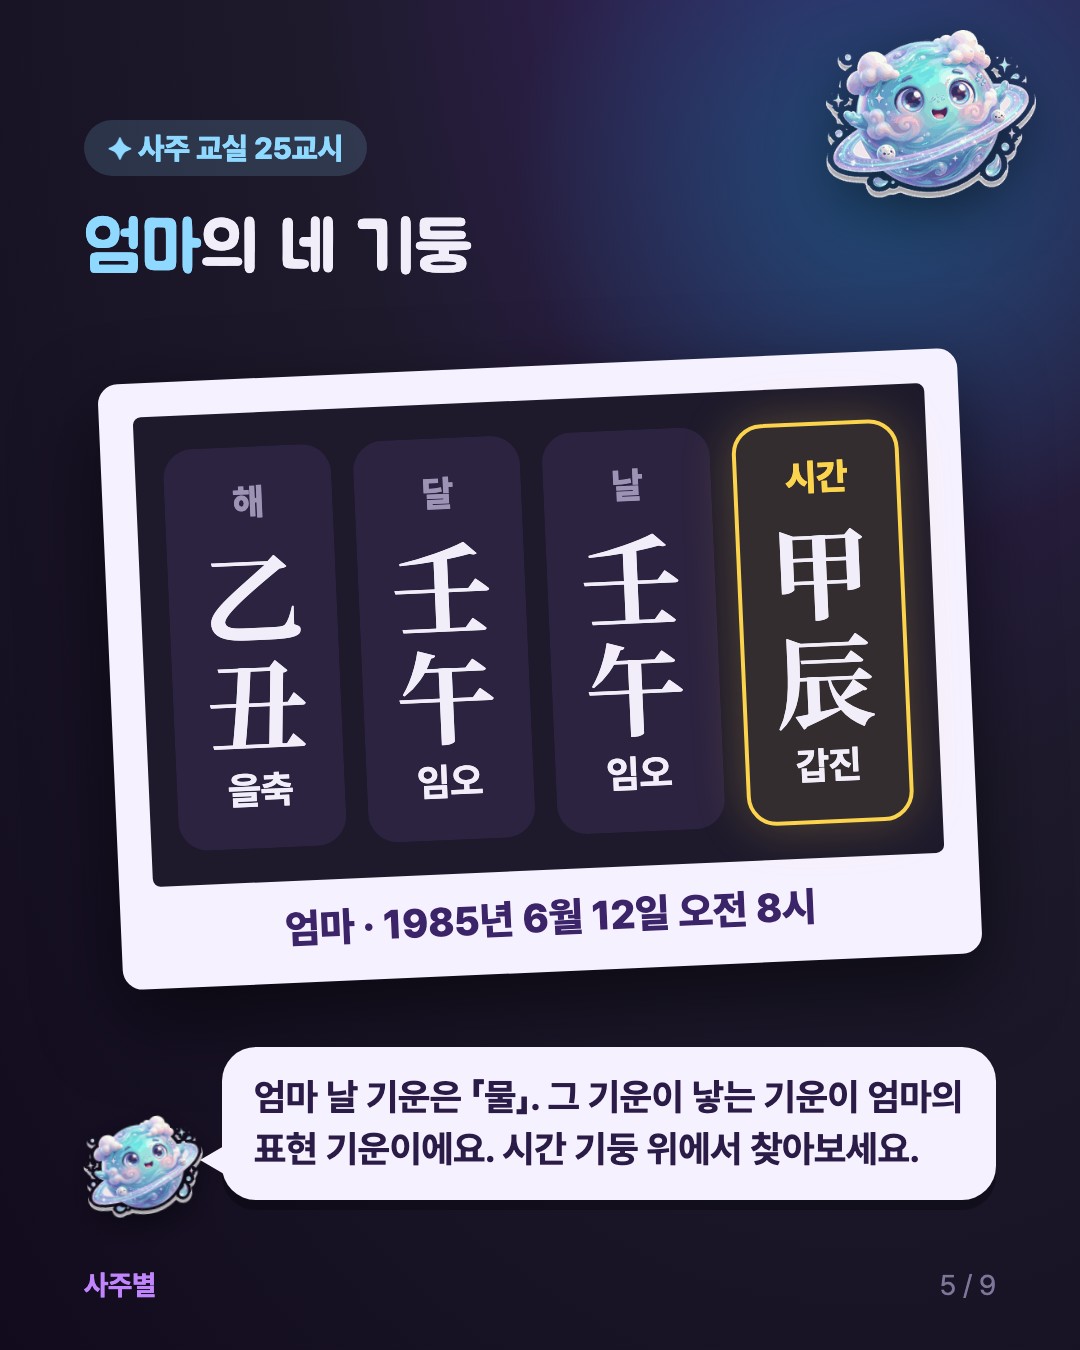 ✦ 사주 교실 25교시
엄마의 네 기둥
해
乙
丑
을축
달
壬
午
임오
날
壬
午
임오
시간
甲
辰
갑진
엄마 · 1985년 6월 12일 오전 8시
엄마 날 기운은 「물」. 그 기운이 낳는 기운이 엄마의
표현 기운이에요. 시간 기둥 위에서 찾아보세요.
사주별
5 / 9